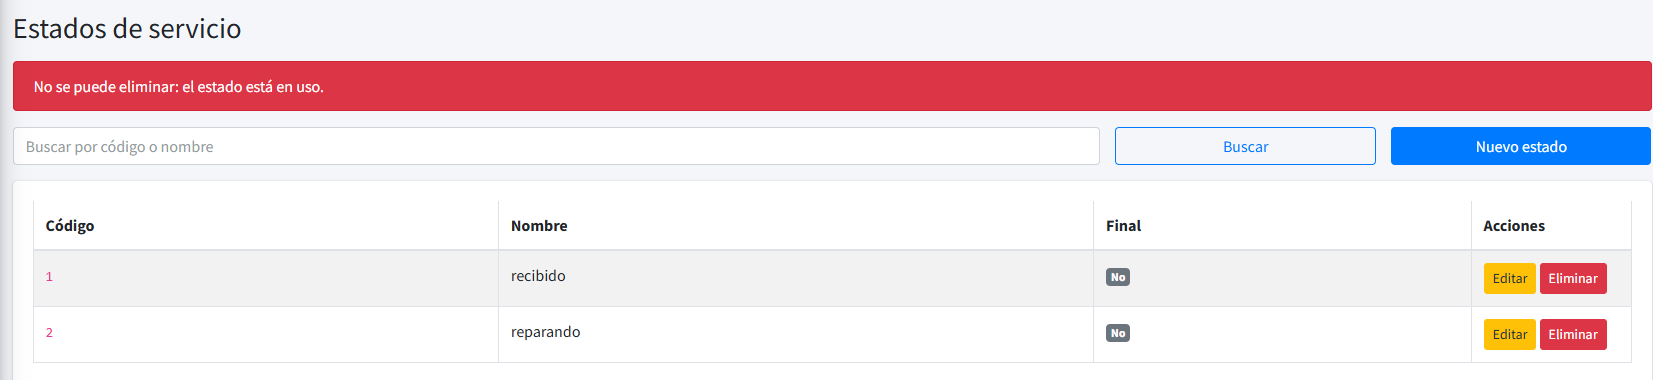 Estados de servicio
No se puede eliminar: el estado está en uso.
Buscar por código o nombre
Buscar
Nuevo estado
Código Nombre Final Acciones
1 recibido No Editar Eliminar
2 reparando No Editar Eliminar